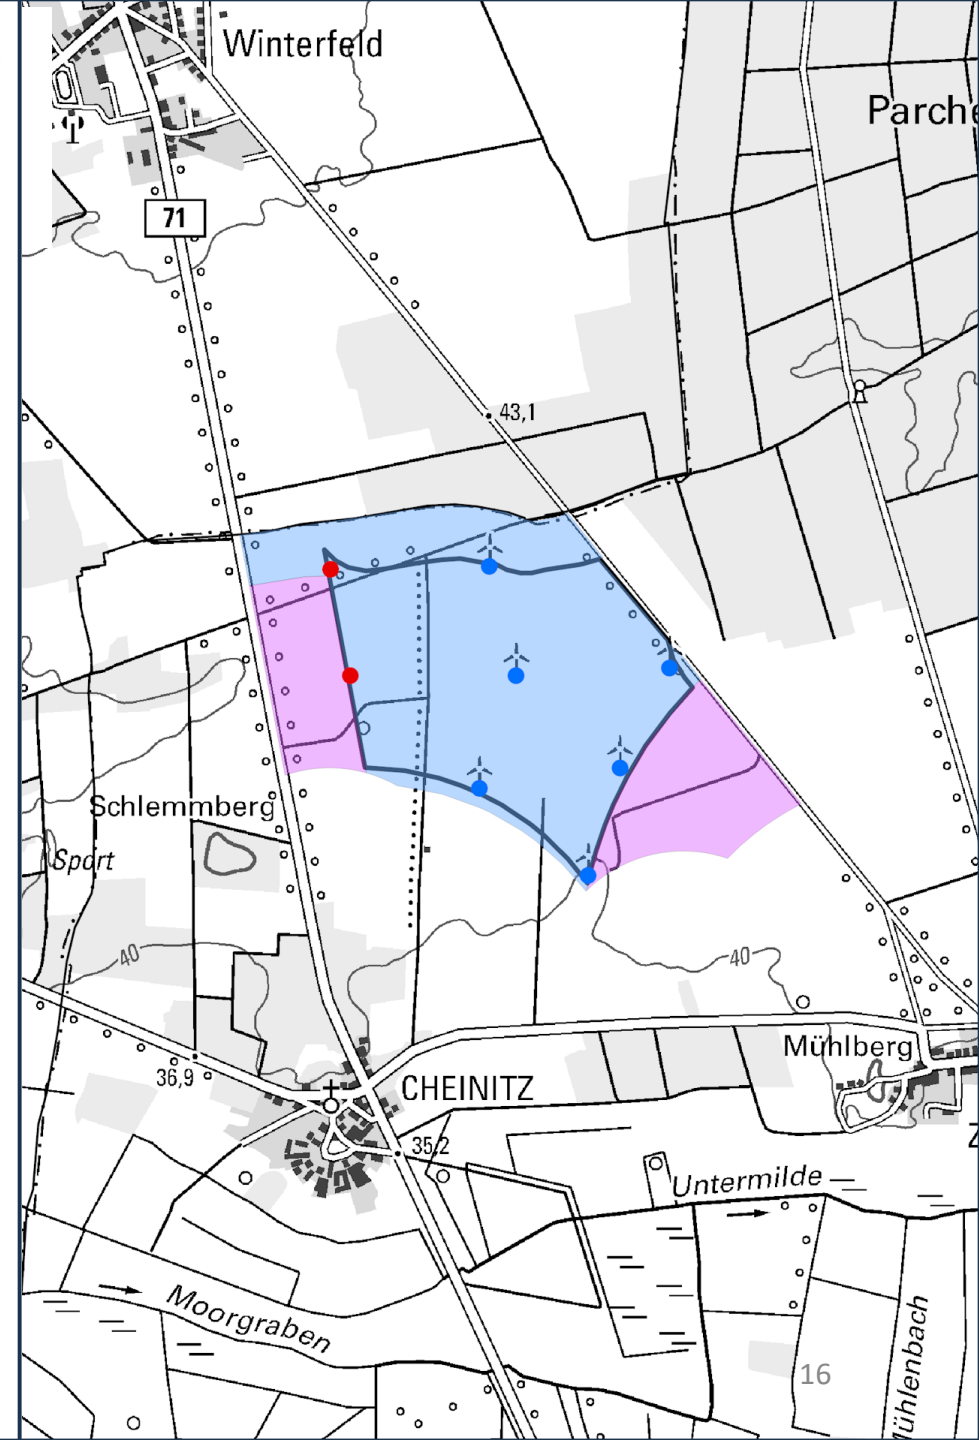 Winterfeld
Parche
71
43,1
Schlemmberg
Sport
40
40
36,9
Mühlberg
CHEINITZ
35,2
Z
Untermilde
Moorgraben
16
Mühlenbach